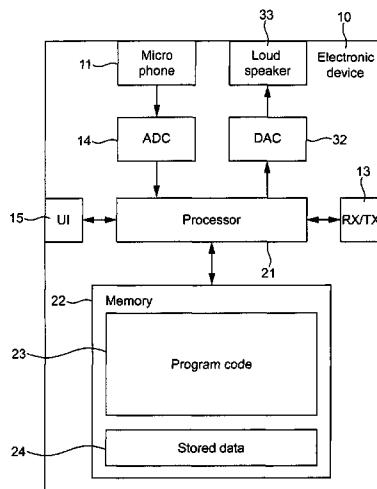 33
10
Micro
phone
Loud
speaker
Electronic
device
11
14
ADC
DAC
32
13
15
UI
Processor
RX/TX
21
22
Memory
23
Program code
24
Stored data